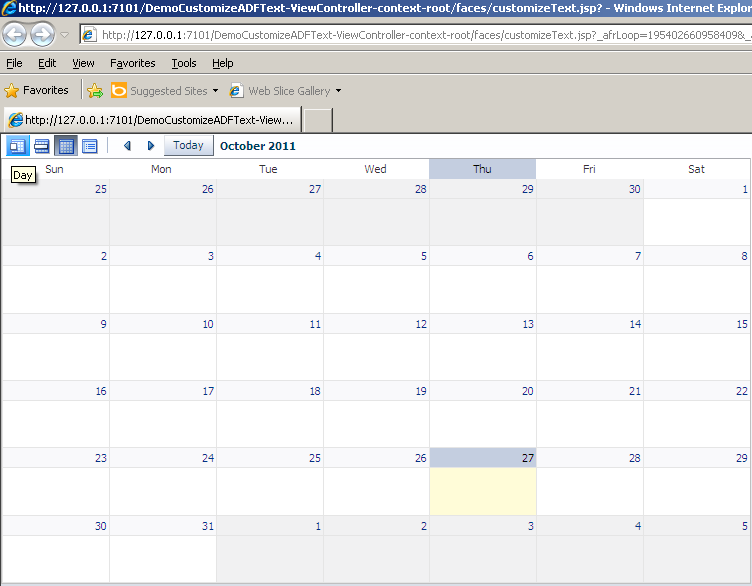 http://127.0.0.1:7101/DemoCustomizeADFText-ViewController-context-root/faces/customizeText.jsp? - Windows Internet Explor
http://127.0.0.1:7101/DemoCustomizeADFText-ViewController-context-root/faces/customizeText.jsp?_afrLoop=1954026609584098&_
File Edit View Favorites Tools Help
Favorites Suggested Sites Web Slice Gallery
http://127.0.0.1:7101/DemoCustomizeADFText-View...
Today October 2011
Day
Sun Mon Tue Wed Thu Fri Sat
25 26 27 28 29 30 1
2 3 4 5 6 7 8
9 10 11 12 13 14 15
16 17 18 19 20 21 22
23 24 25 26 27 28 29
30 31 1 2 3 4 5